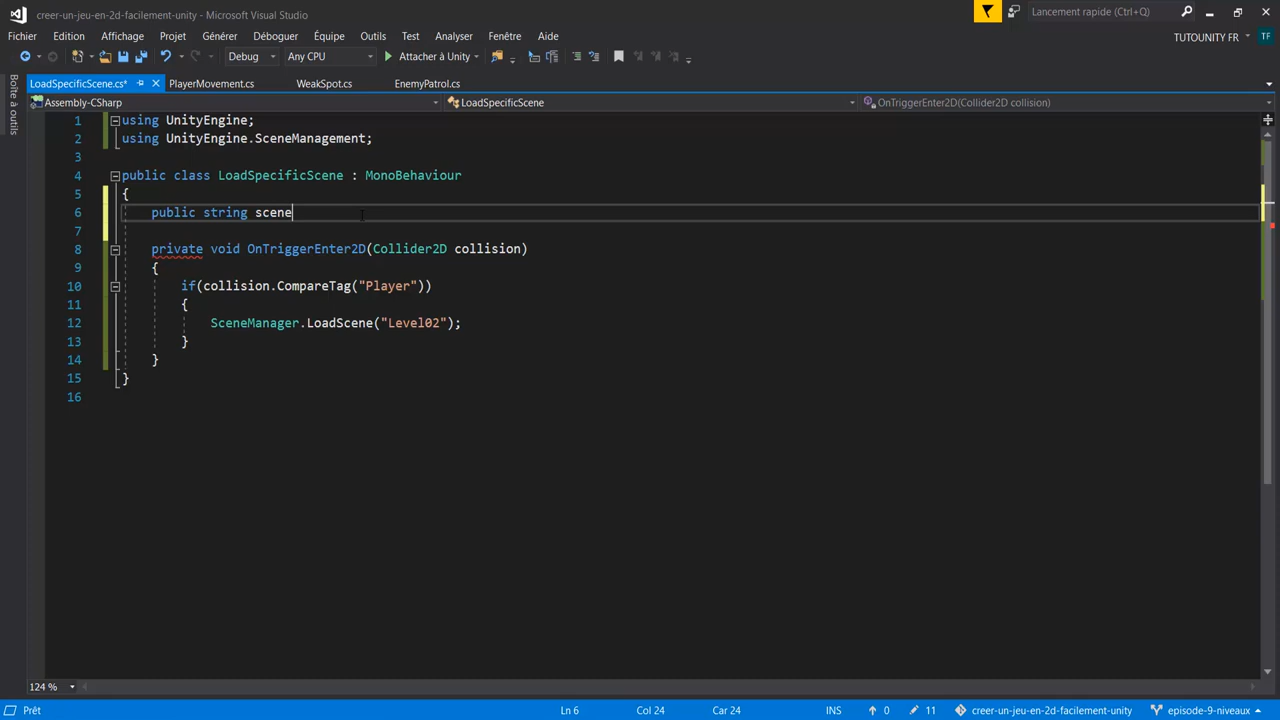 creer-un-jeu-en-2d-facilement-unity - Microsoft Visual Studio
Lancement rapide (Ctrl+Q)
Fichier Edition Affichage Projet Générer Déboguer Équipe Outils Test Analyser Fenêtre Aide
TUTOUNITY FR TF
Debug Any CPU Attacher à Unity
Boîte à outils
LoadSpecificScene.cs* PlayerMovement.cs WeakSpot.cs EnemyPatrol.cs
Assembly-CSharp LoadSpecificScene OnTriggerEnter2D(Collider2D collision)
1 using UnityEngine;
2 using UnityEngine.SceneManagement;
3
4 public class LoadSpecificScene : MonoBehaviour
5 {
6 public string scene
7
8 private void OnTriggerEnter2D(Collider2D collision)
9 {
10 if(collision.CompareTag("Player"))
11 {
12 SceneManager.LoadScene("Level02");
13 }
14 }
15 }
16
124 %
Prêt Ln 6 Col 24 Car 24 INS 0 11 creer-un-jeu-en-2d-facilement-unity episode-9-niveaux